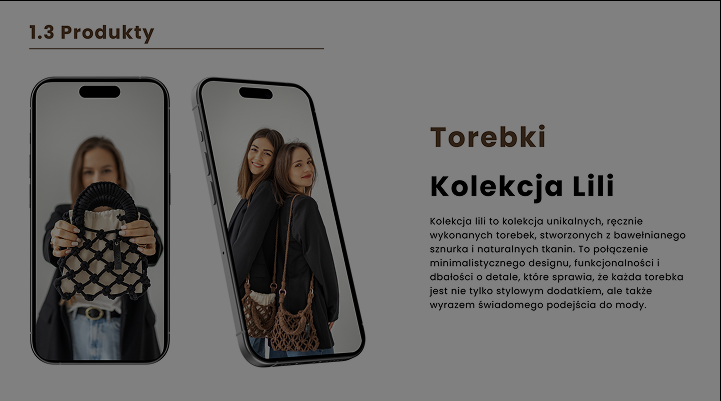 1.3 Produkty
Torebki
Kolekcja Lili
Kolekcja lili to kolekcja unikalnych, ręcznie
wykonanych torebek, stworzonych z bawełnianego
sznurka i naturalnych tkanin. To połączenie
minimalistycznego designu, funkcjonalności i
dbałości o detale, które sprawia, że każda torebka
jest nie tylko stylowym dodatkiem, ale także
wyrazem świadomego podejścia do mody.